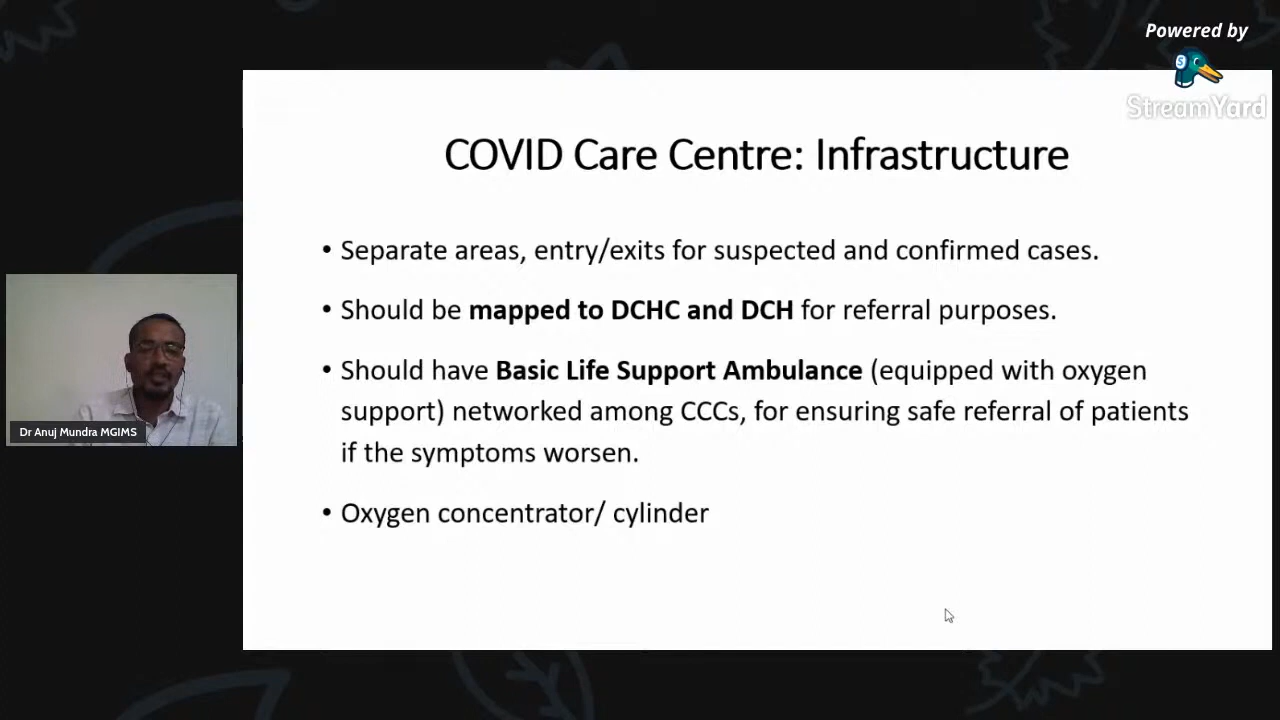 Powered by
StreamYard
COVID Care Centre: Infrastructure
• Separate areas, entry/exits for suspected and confirmed cases.
• Should be mapped to DCHC and DCH for referral purposes.
• Should have Basic Life Support Ambulance (equipped with oxygen
support) networked among CCCs, for ensuring safe referral of patients
if the symptoms worsen.
• Oxygen concentrator/ cylinder
Dr Anuj Mundra MGIMS